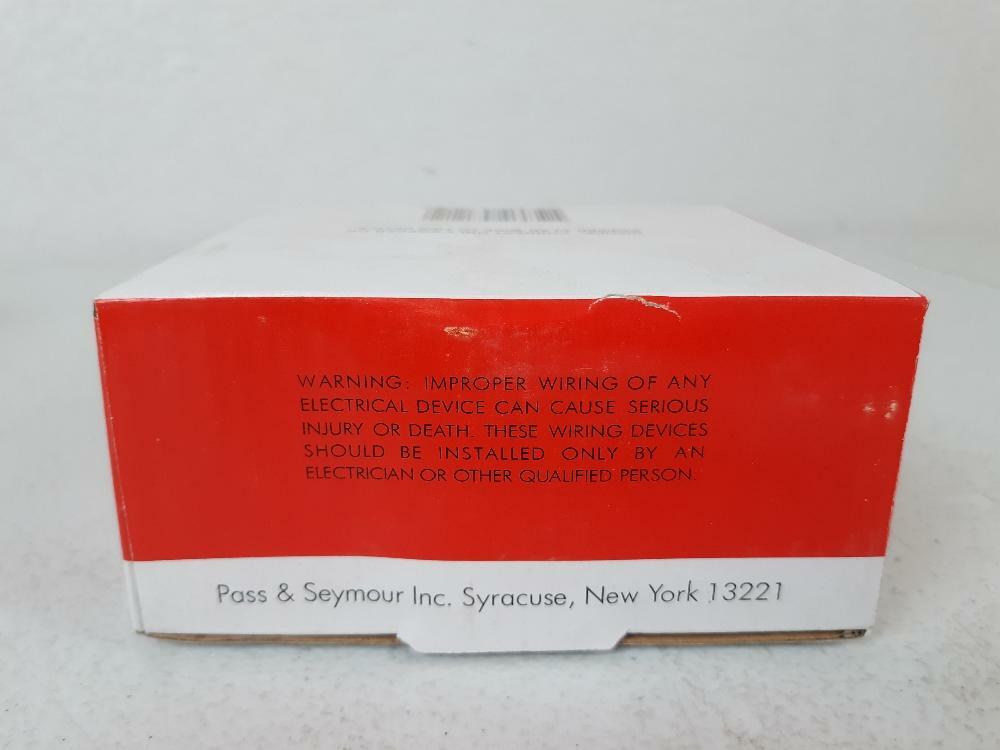 WARNING: IMPROPER WIRING OF ANY
ELECTRICAL DEVICE CAN CAUSE SERIOUS
INJURY OR DEATH. THESE WIRING DEVICES
SHOULD BE INSTALLED ONLY BY AN
ELECTRICIAN OR OTHER QUALIFIED PERSON.
Pass & Seymour Inc. Syracuse, New York 13221